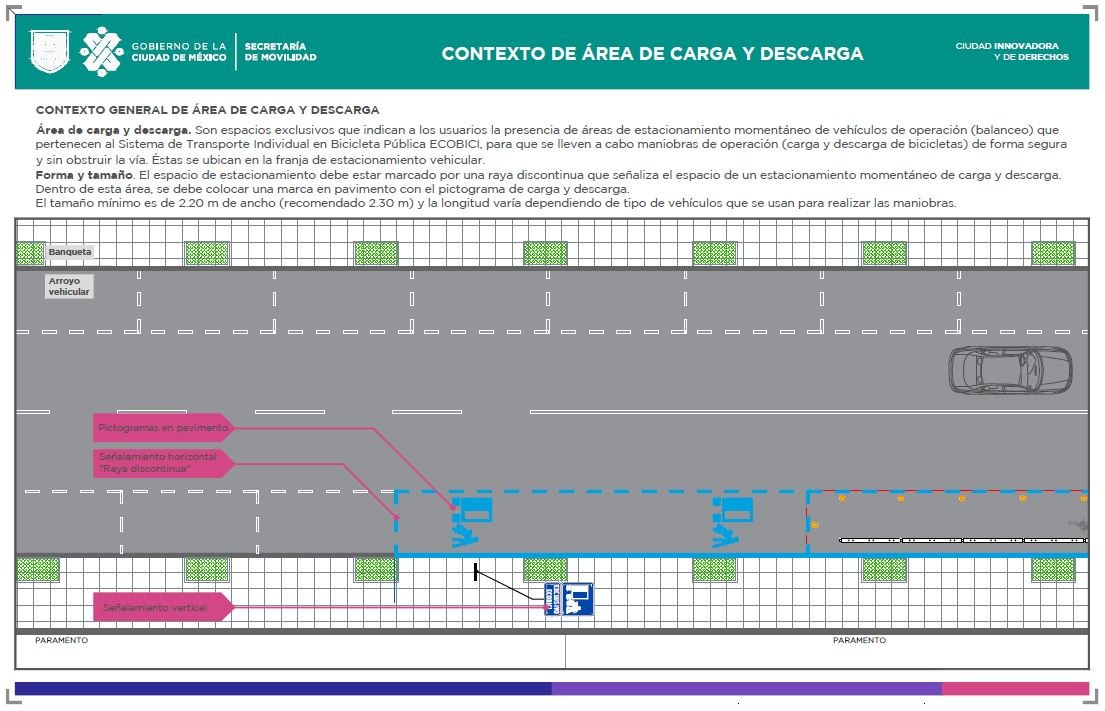 GOBIERNO DE LA
CIUDAD DE MÉXICO
SECRETARÍA
DE MOVILIDAD
CONTEXTO DE ÁREA DE CARGA Y DESCARGA
CIUDAD INNOVADORA
Y DE DERECHOS
CONTEXTO GENERAL DE ÁREA DE CARGA Y DESCARGA
Área de carga y descarga. Son espacios exclusivos que indican a los usuarios la presencia de áreas de estacionamiento momentáneo de vehículos de operación (balanceo) que
pertenecen al Sistema de Transporte Individual en Bicicleta Pública ECOBICI, para que se lleven a cabo maniobras de operación (carga y descarga de bicicletas) de forma segura
y sin obstruir la vía. Éstas se ubican en la franja de estacionamiento vehicular.
Forma y tamaño. El espacio de estacionamiento debe estar marcado por una raya discontinua que señaliza el espacio de un estacionamiento momentáneo de carga y descarga.
Dentro de esta área, se debe colocar una marca en pavimento con el pictograma de carga y descarga.
El tamaño mínimo es de 2.20 m de ancho (recomendado 2.30 m) y la longitud varía dependiendo de tipo de vehículos que se usan para realizar las maniobras.
Banqueta
Arroyo
vehicular
Pictogramas en pavimento
Señalamiento horizontal
"Raya discontinua"
Señalamiento vertical
PARAMENTO
PARAMENTO